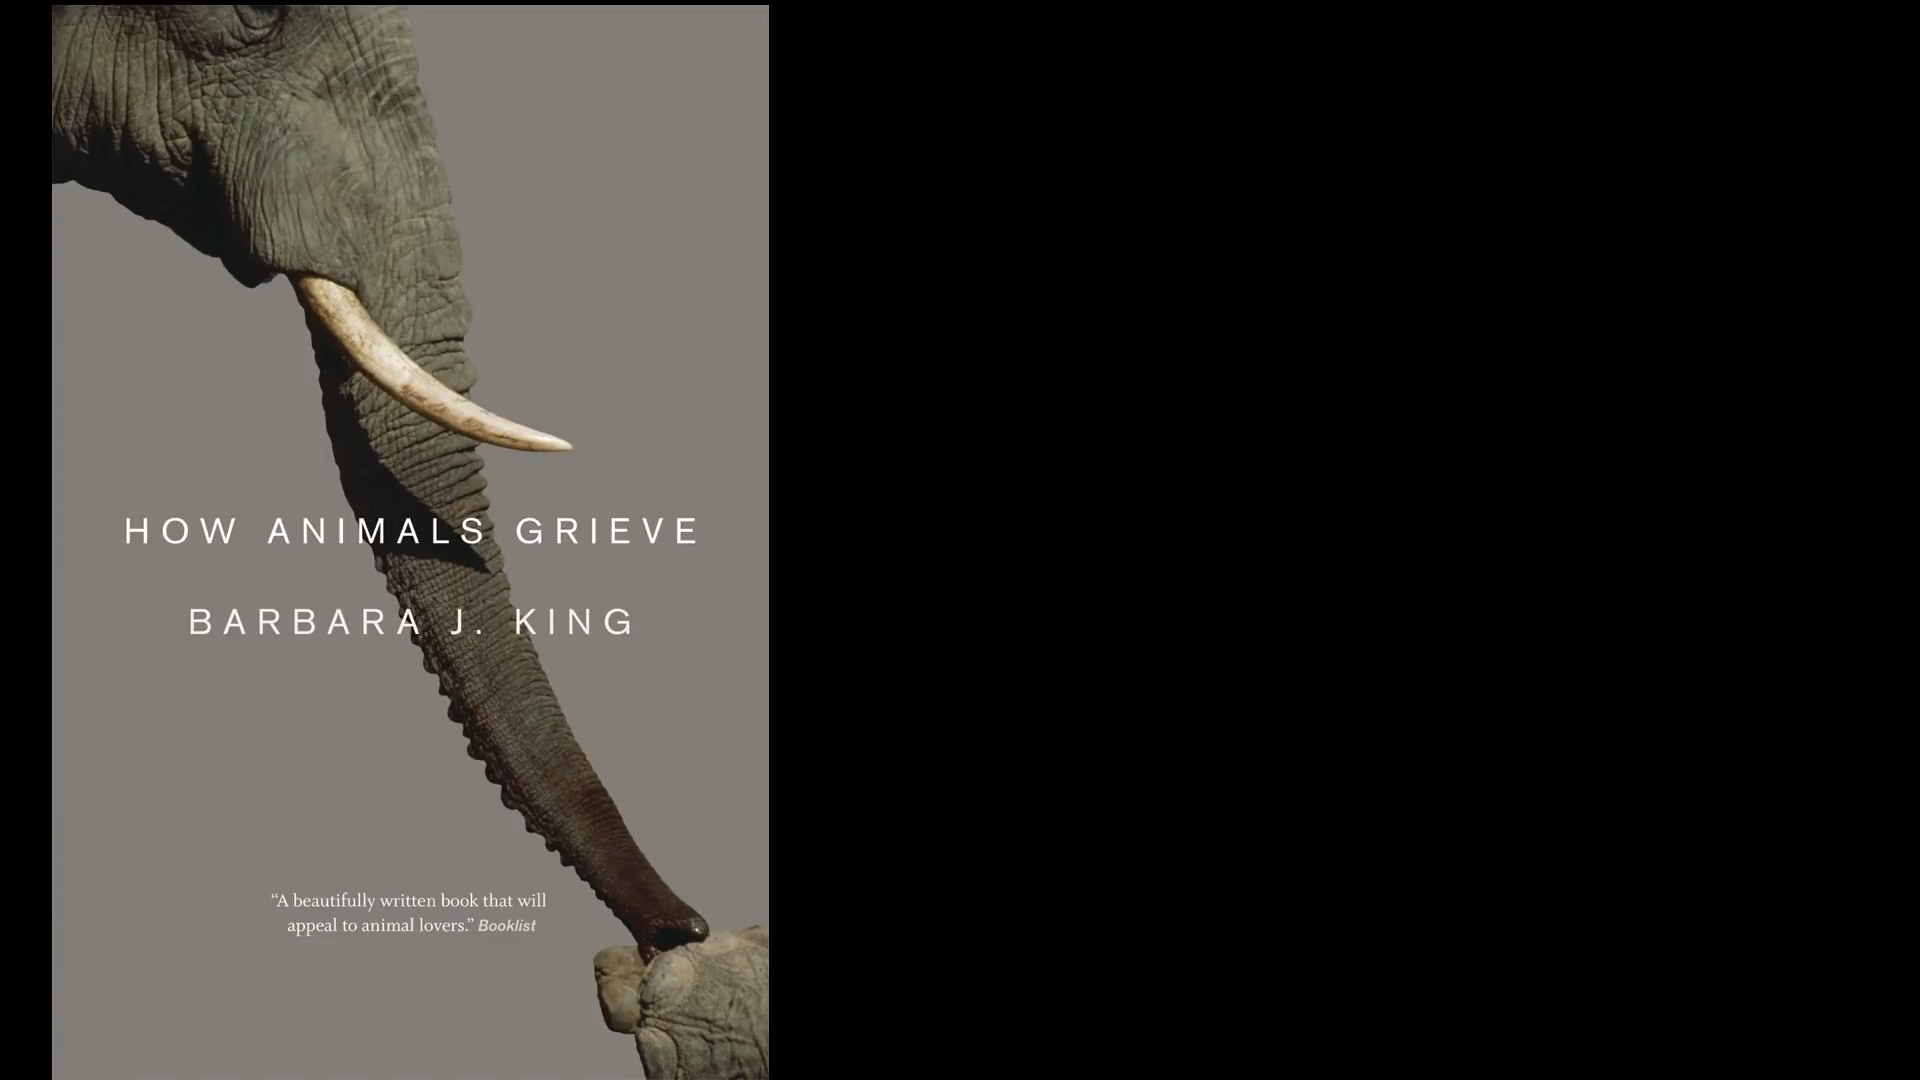 HOW ANIMALS GRIEVE
BARBARA J. KING
“A beautifully written book that will
appeal to animal lovers.” Booklist